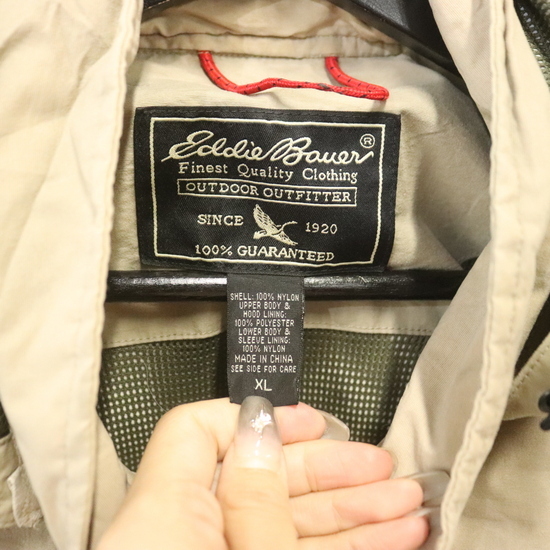 Eddie Bauer ®
Finest Quality Clothing
OUTDOOR OUTFITTER
SINCE 1920
100% GUARANTEED
SHELL: 100% NYLON
UPPER BODY &
HOOD LINING:
100% POLYESTER
LOWER BODY &
SLEEVE LINING:
100% NYLON
MADE IN CHINA
SEE SIDE FOR CARE
XL